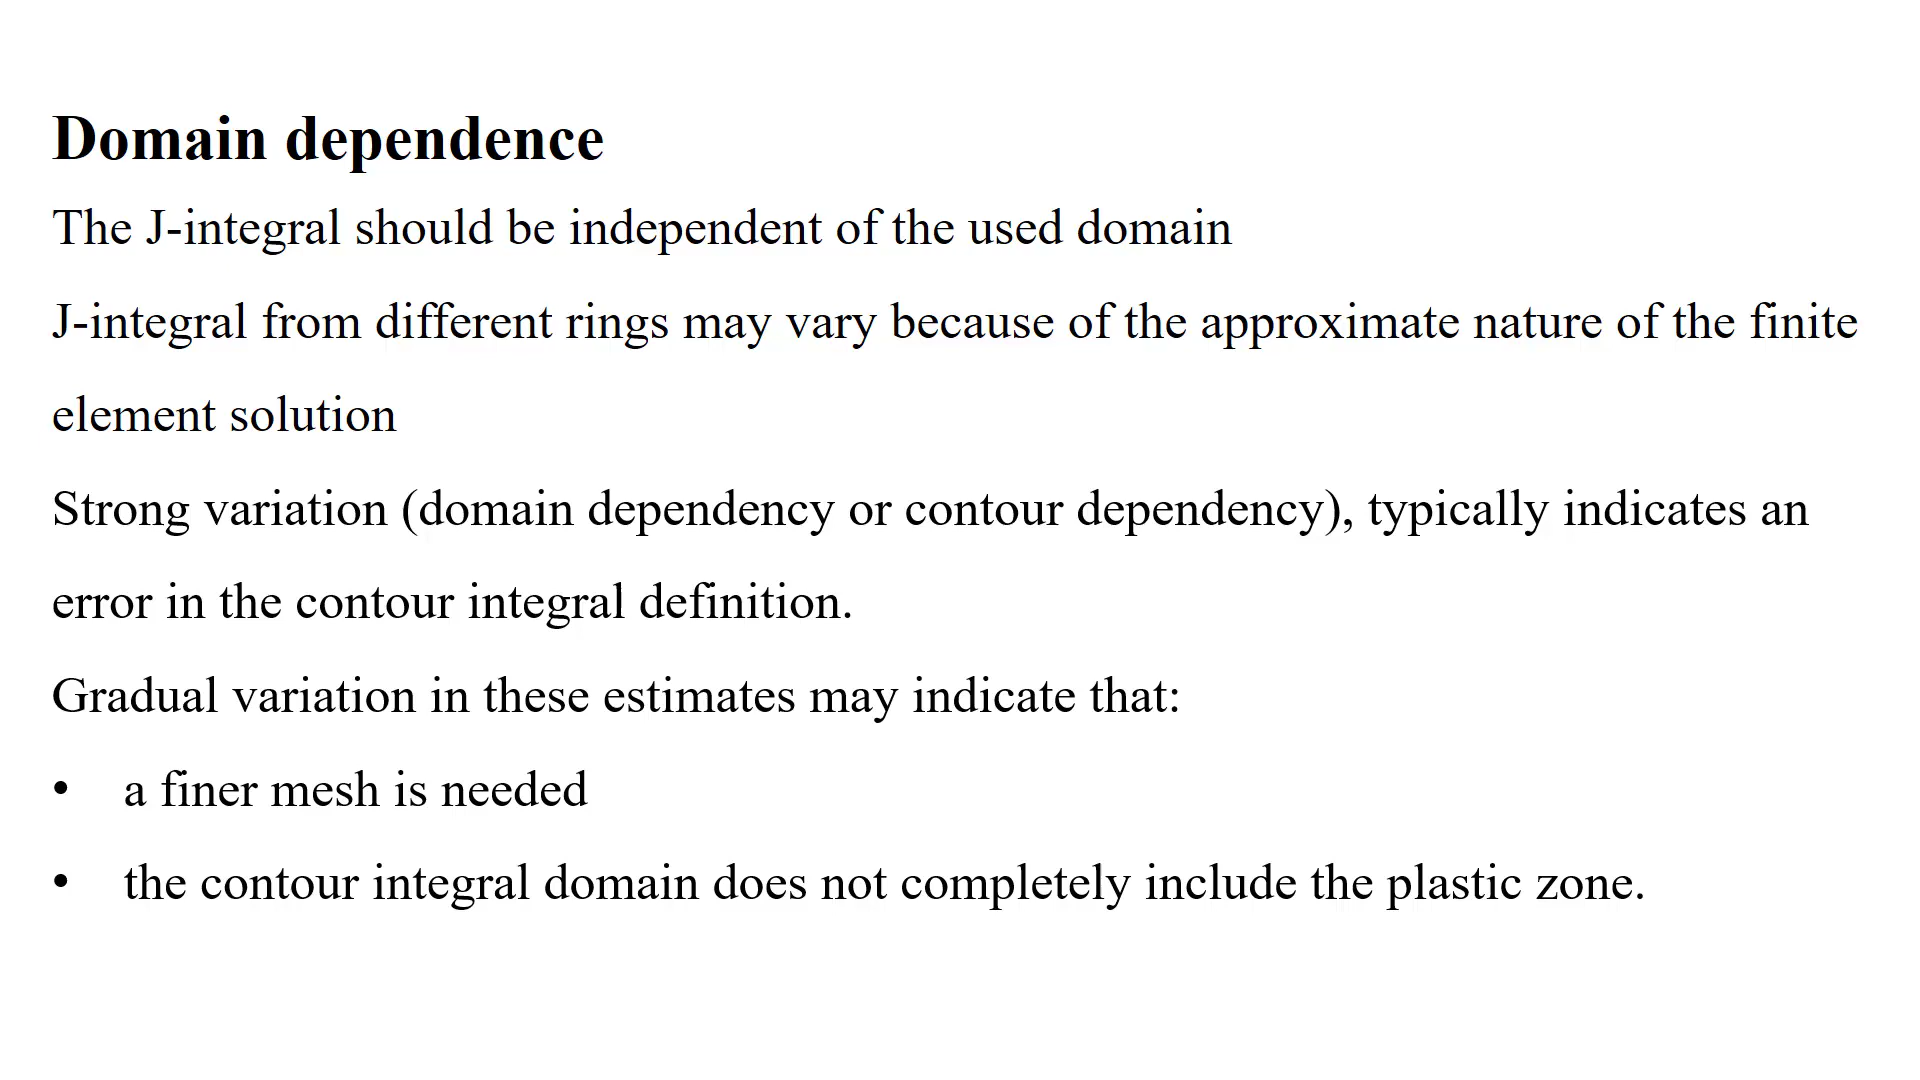 Domain dependence
The J-integral should be independent of the used domain
J-integral from different rings may vary because of the approximate nature of the finite
element solution
Strong variation (domain dependency or contour dependency), typically indicates an
error in the contour integral definition.
Gradual variation in these estimates may indicate that:
• a finer mesh is needed
• the contour integral domain does not completely include the plastic zone.